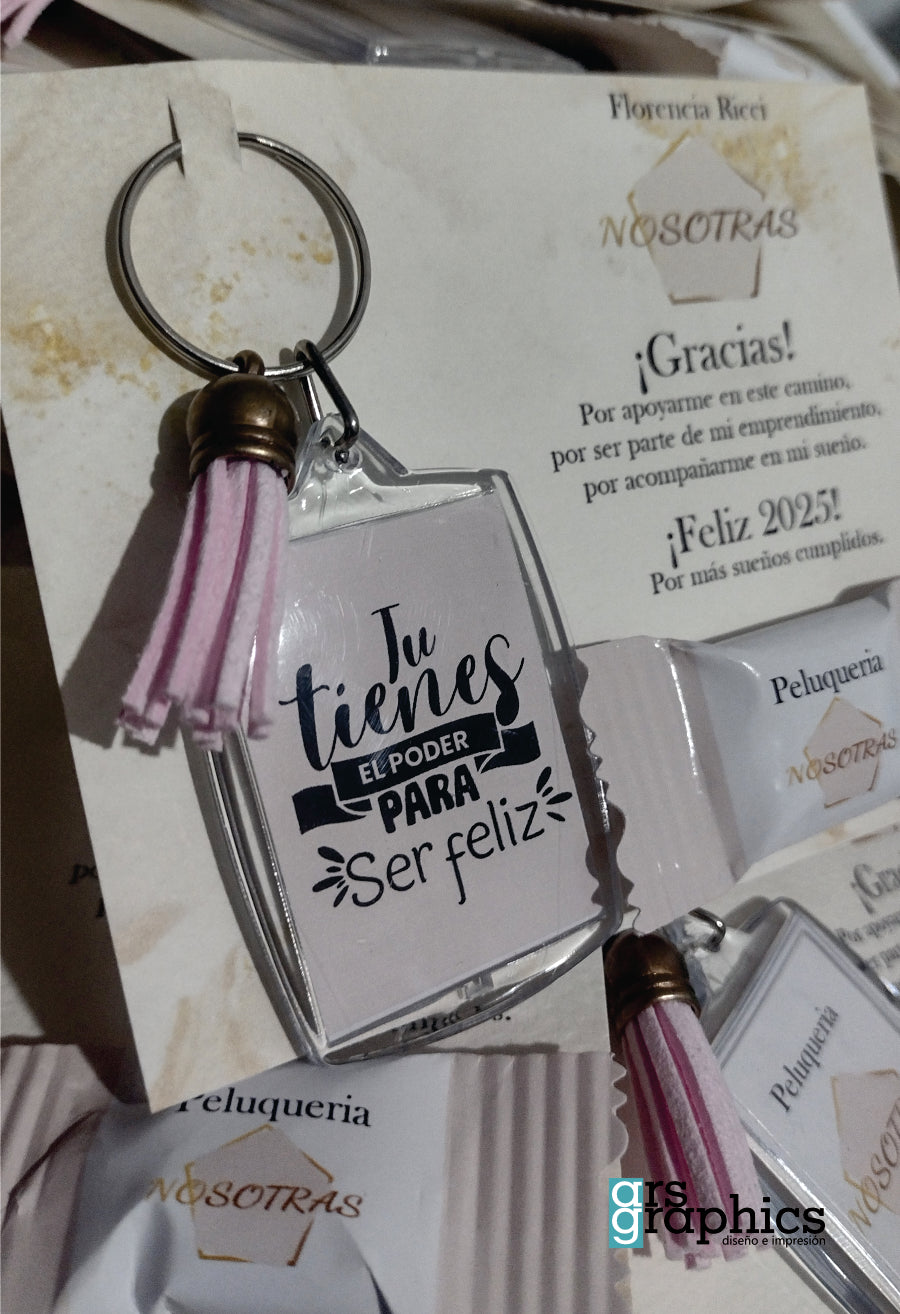 Florencia Ricci
NOSOTRAS
¡Gracias!
Por apoyarme en este camino,
por ser parte de mi emprendimiento,
por acompañarme en mi sueño.
¡Feliz 2025!
Por más sueños cumplidos.
Tu
tienes
EL PODER
PARA
Ser feliz
Peluqueria
NOSOTRAS
Peluqueria
NOSOTRAS
Peluqueria
ars
graphics
diseño e impresión